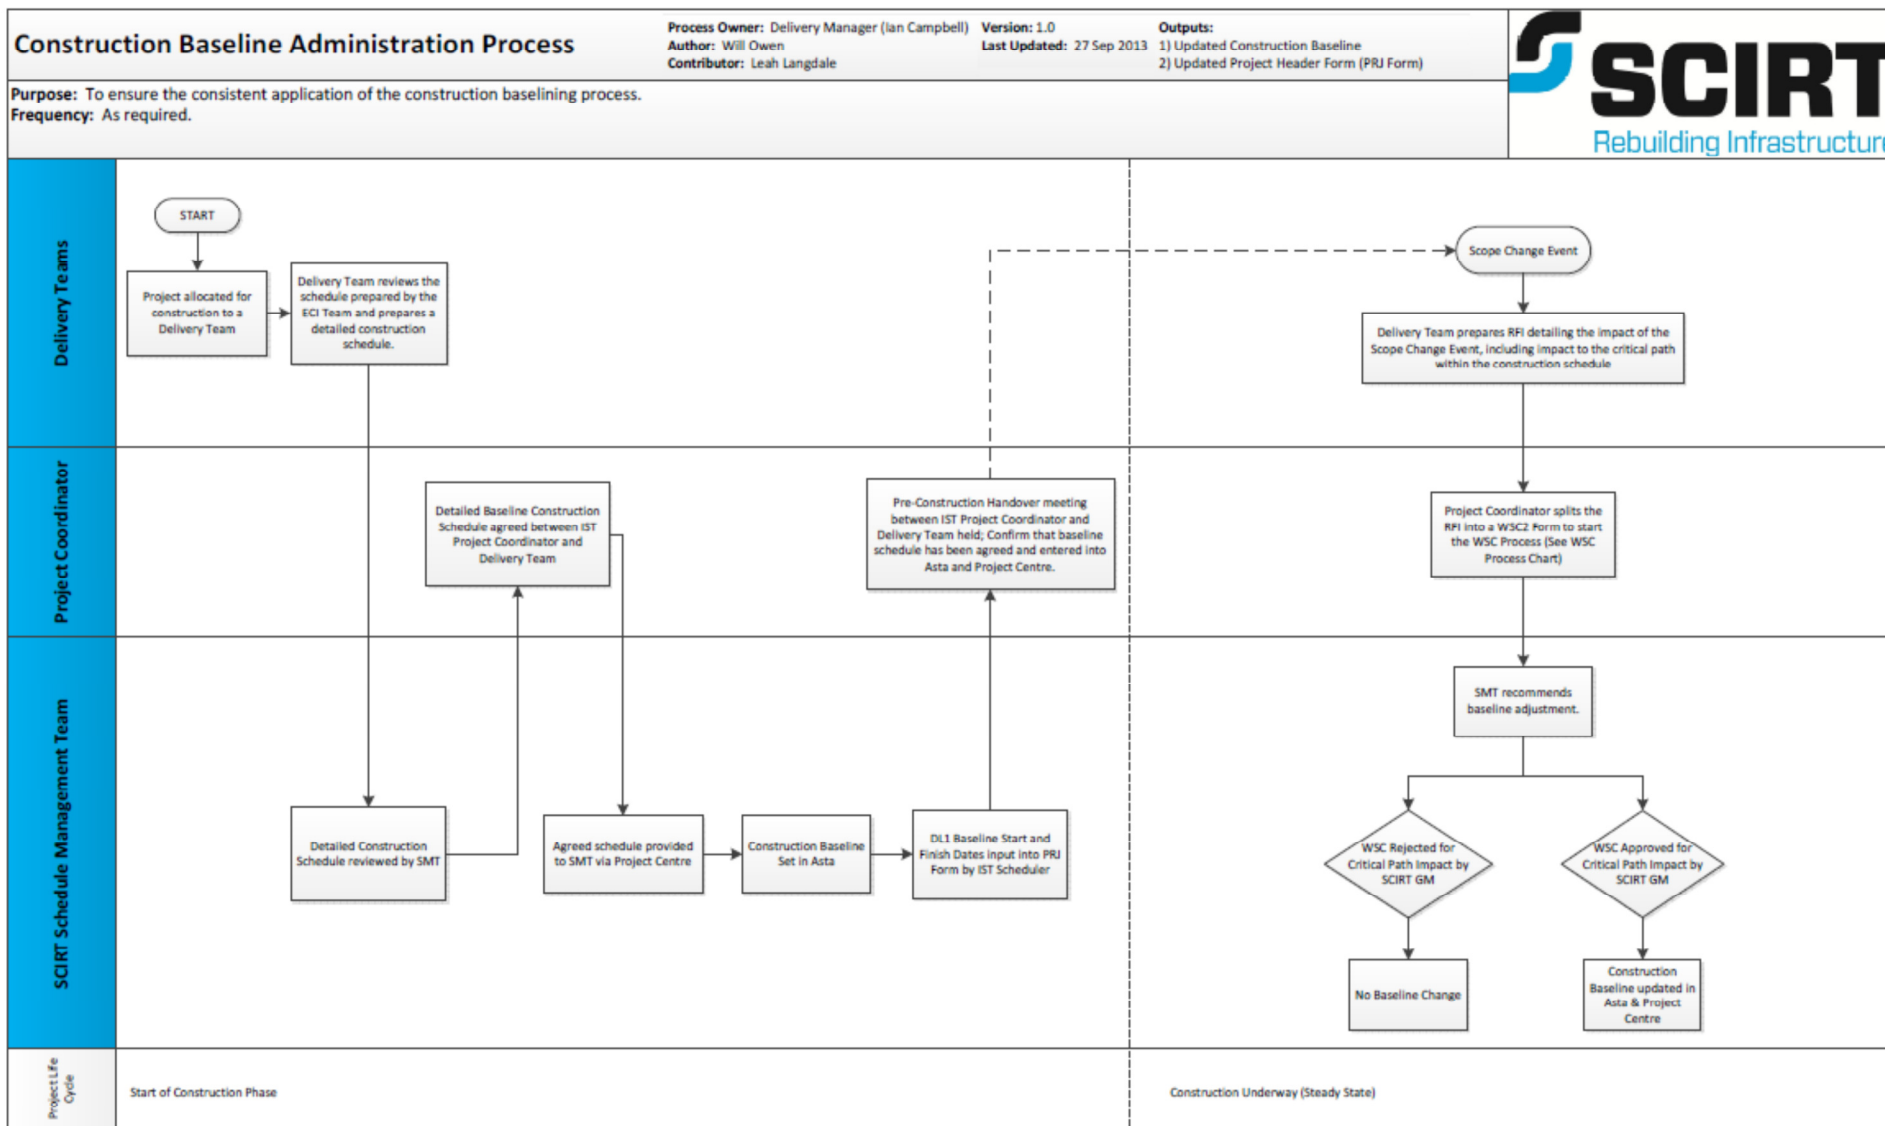 Construction Baseline Administration Process
Process Owner: Delivery Manager (Ian Campbell)
Author: Will Owen
Contributor: Leah Langdale
Version: 1.0
Last Updated: 27 Sep 2013
Outputs:
1) Updated Construction Baseline
2) Updated Project Header Form (PRJ Form)
SCIRT
Rebuilding Infrastructure
Purpose: To ensure the consistent application of the construction baselining process.
Frequency: As required.
Delivery Teams
START
Project allocated for
construction to a
Delivery Team
Delivery Team reviews the
schedule prepared by the
ECI Team and prepares a
detailed construction
schedule.
Scope Change Event
Delivery Team prepares RFI detailing the impact of the
Scope Change Event, including impact to the critical path
within the construction schedule
Project Coordinator
Detailed Baseline Construction
Schedule agreed between IST
Project Coordinator and
Delivery Team
Pre-Construction Handover meeting
between IST Project Coordinator and
Delivery Team held; Confirm that baseline
schedule has been agreed and entered into
Asta and Project Centre.
Project Coordinator splits the
RFI into a WSC2 Form to start
the WSC Process (See WSC
Process Chart)
SCIRT Schedule Management Team
Detailed Construction
Schedule reviewed by SMT
Agreed schedule provided
to SMT via Project Centre
Construction Baseline
Set in Asta
DL1 Baseline Start and
Finish Dates input into PRJ
Form by IST Scheduler
SMT recommends
baseline adjustment.
WSC Rejected for
Critical Path Impact by
SCIRT GM
WSC Approved for
Critical Path Impact by
SCIRT GM
No Baseline Change
Construction
Baseline updated in
Asta & Project
Centre
Project Life
Cycle
Start of Construction Phase
Construction Underway (Steady State)